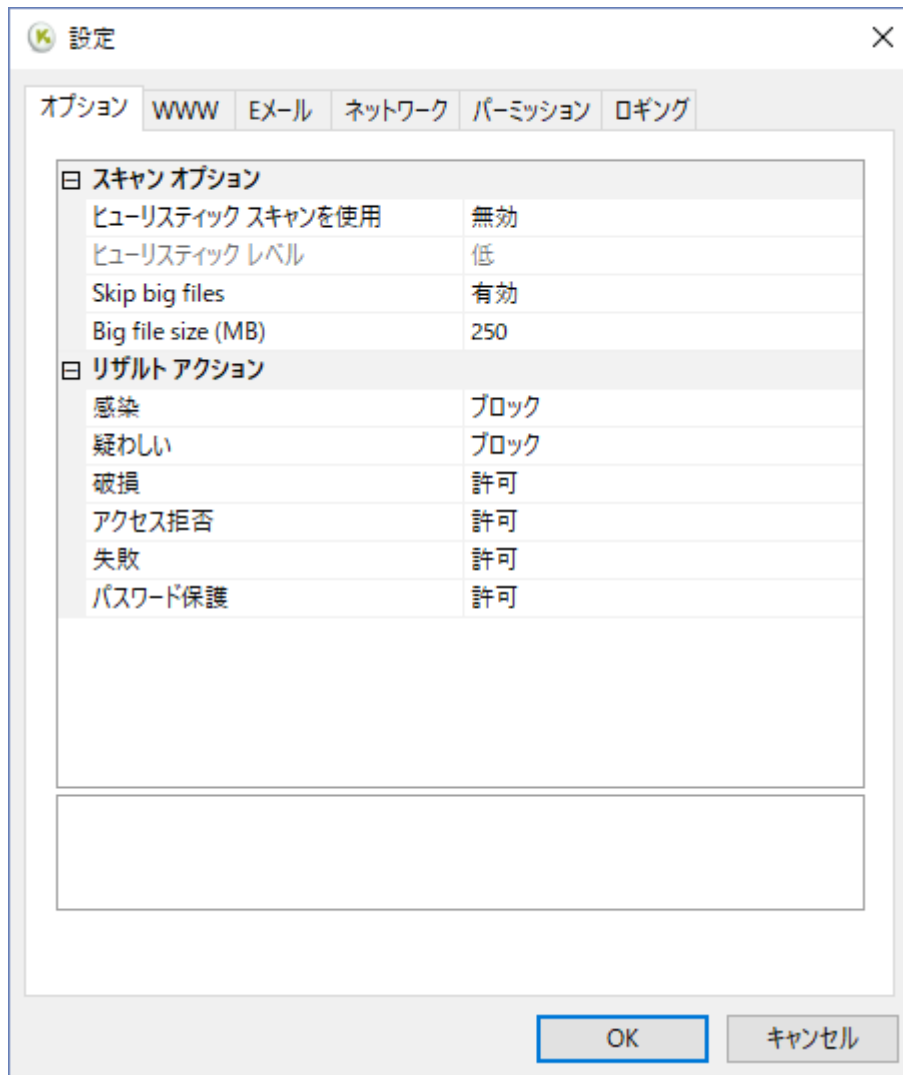 設定
オプション WWW Eメール ネットワーク パーミッション ロギング
スキャン オプション
ヒューリスティック スキャンを使用 無効
ヒューリスティック レベル 低
Skip big files 有効
Big file size (MB) 250
リザルト アクション
感染 ブロック
疑わしい ブロック
破損 許可
アクセス拒否 許可
失敗 許可
パスワード保護 許可
OK キャンセル